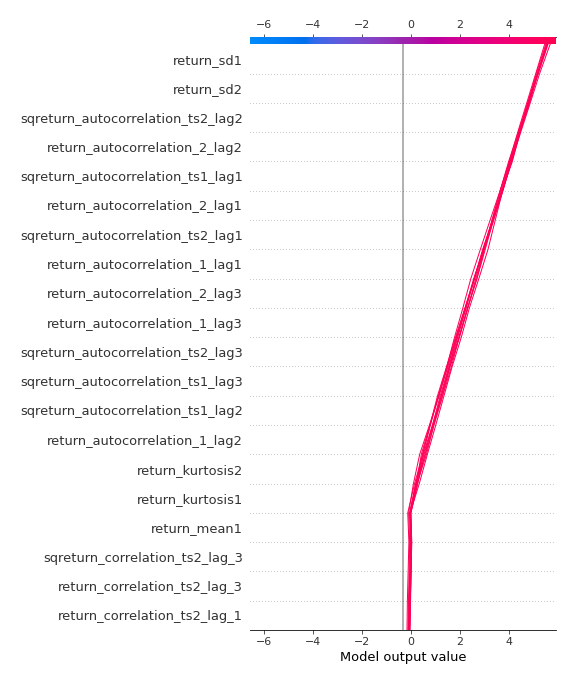 −6 −4 −2 0 2 4
return_sd1
return_sd2
sqreturn_autocorrelation_ts2_lag2
return_autocorrelation_2_lag2
sqreturn_autocorrelation_ts1_lag1
return_autocorrelation_2_lag1
sqreturn_autocorrelation_ts2_lag1
return_autocorrelation_1_lag1
return_autocorrelation_2_lag3
return_autocorrelation_1_lag3
sqreturn_autocorrelation_ts2_lag3
sqreturn_autocorrelation_ts1_lag3
sqreturn_autocorrelation_ts1_lag2
return_autocorrelation_1_lag2
return_kurtosis2
return_kurtosis1
return_mean1
sqreturn_correlation_ts2_lag_3
return_correlation_ts2_lag_3
return_correlation_ts2_lag_1
−6 −4 −2 0 2 4
Model output value